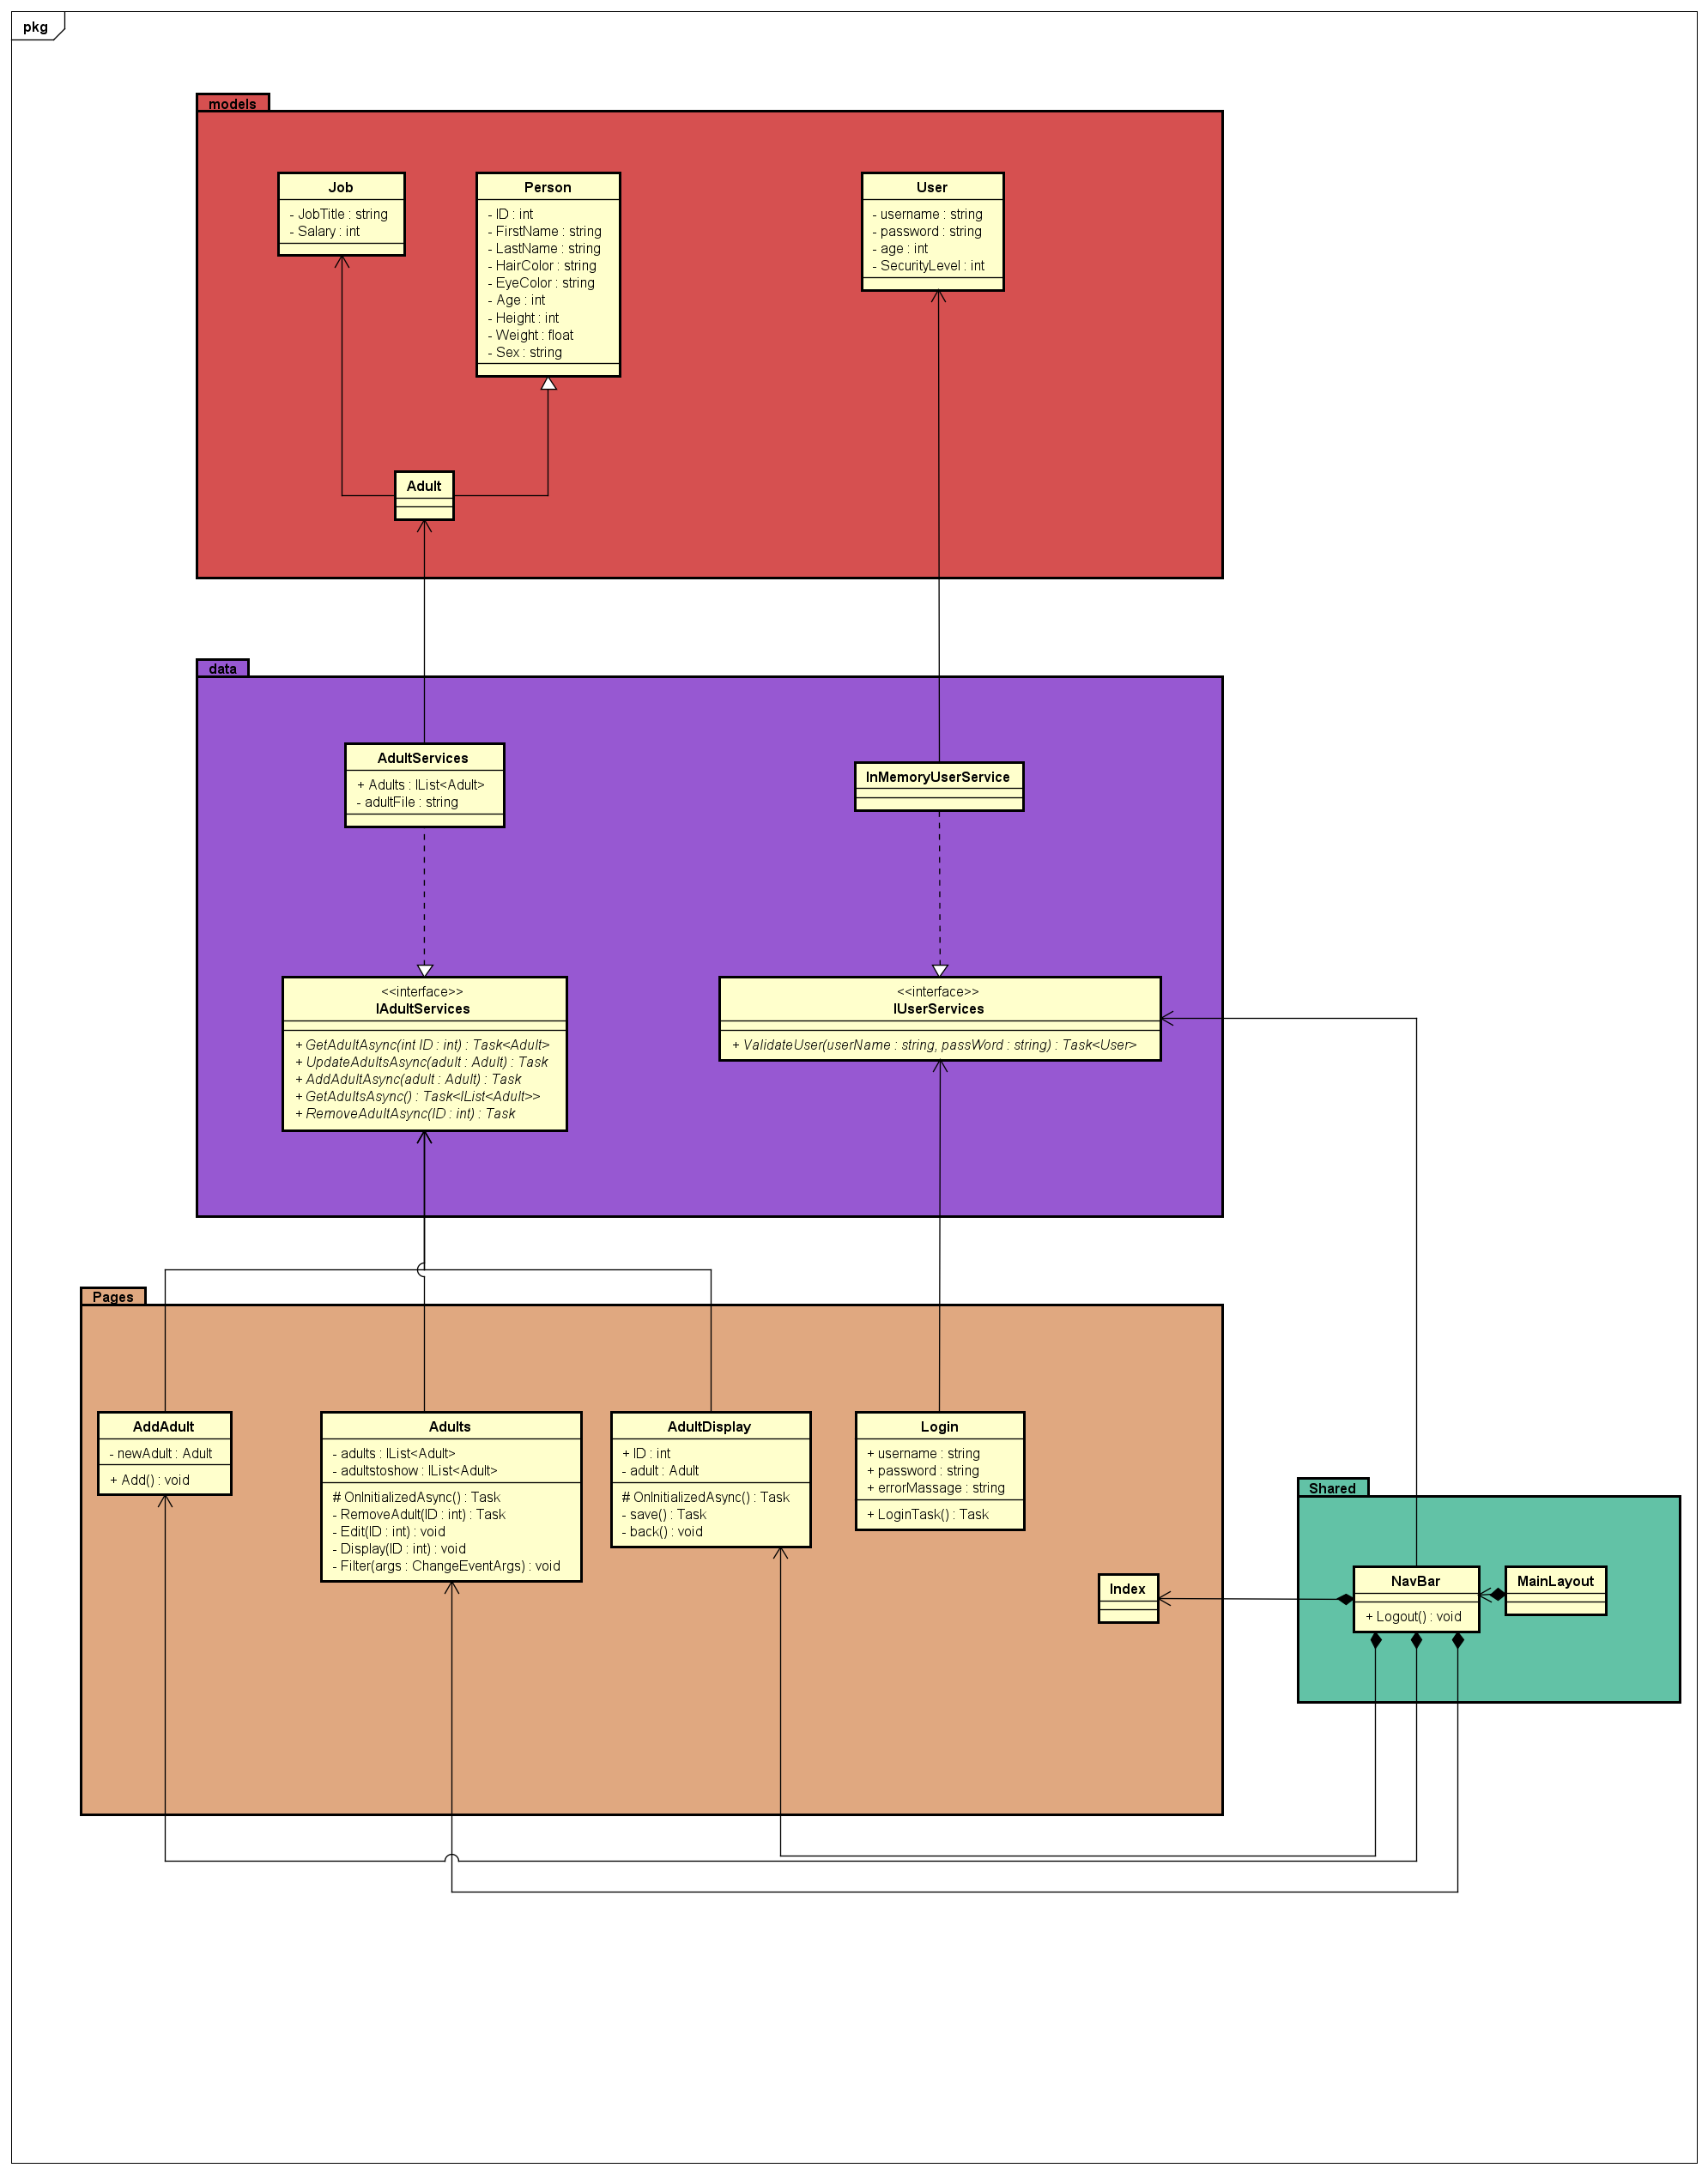 pkg
models
Job
- JobTitle : string
- Salary : int
Person
- ID : int
- FirstName : string
- LastName : string
- HairColor : string
- EyeColor : string
- Age : int
- Height : int
- Weight : float
- Sex : string
User
- username : string
- password : string
- age : int
- SecurityLevel : int
Adult
data
AdultServices
+ Adults : IList<Adult>
- adultFile : string
InMemoryUserService
<<interface>>
IAdultServices
+ GetAdultAsync(int ID : int) : Task<Adult>
+ UpdateAdultsAsync(adult : Adult) : Task
+ AddAdultAsync(adult : Adult) : Task
+ GetAdultsAsync() : Task<IList<Adult>>
+ RemoveAdultAsync(ID : int) : Task
<<interface>>
IUserServices
+ ValidateUser(userName : string, passWord : string) : Task<User>
Pages
AddAdult
- newAdult : Adult
+ Add() : void
Adults
- adults : IList<Adult>
- adultstoshow : IList<Adult>
# OnInitializedAsync() : Task
- RemoveAdult(ID : int) : Task
- Edit(ID : int) : void
- Display(ID : int) : void
- Filter(args : ChangeEventArgs) : void
AdultDisplay
+ ID : int
- adult : Adult
# OnInitializedAsync() : Task
- save() : Task
- back() : void
Login
+ username : string
+ password : string
+ errorMassage : string
+ LoginTask() : Task
Index
Shared
NavBar
+ Logout() : void
MainLayout